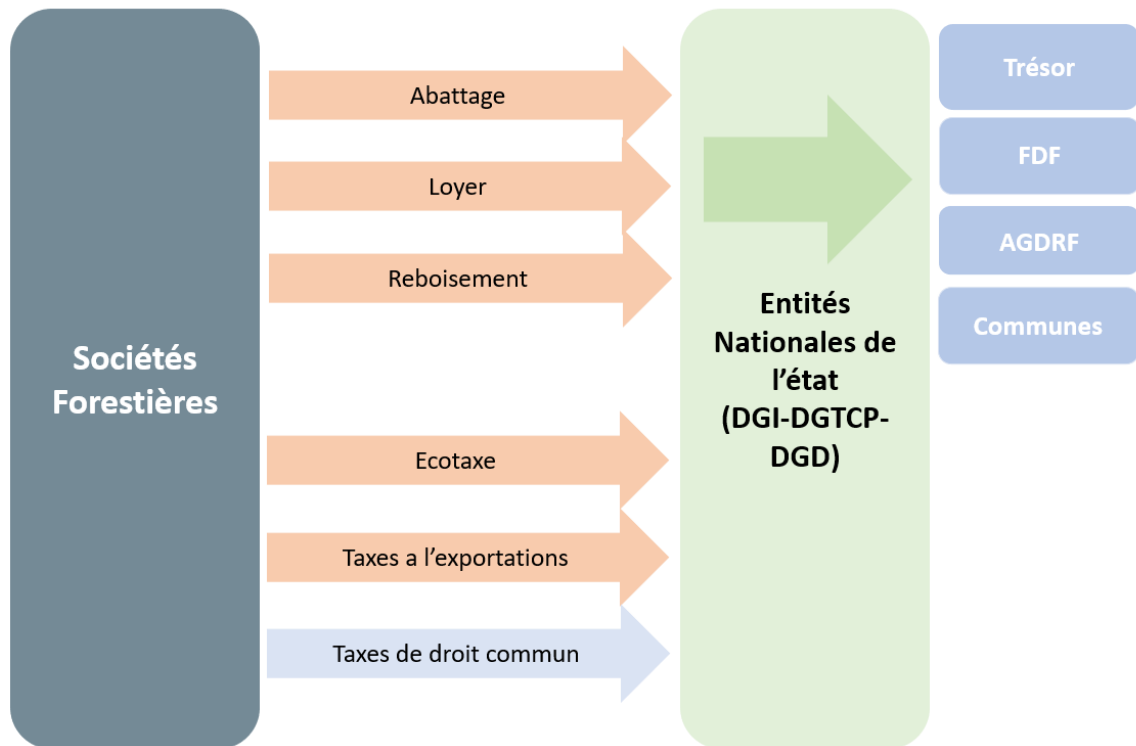 Sociétés
Forestières
Abattage
Loyer
Reboisement
Ecotaxe
Taxes a l’exportations
Taxes de droit commun
Entités
Nationales de
l’état
(DGI-DGTCP-
DGD)
Trésor
FDF
AGDRF
Communes